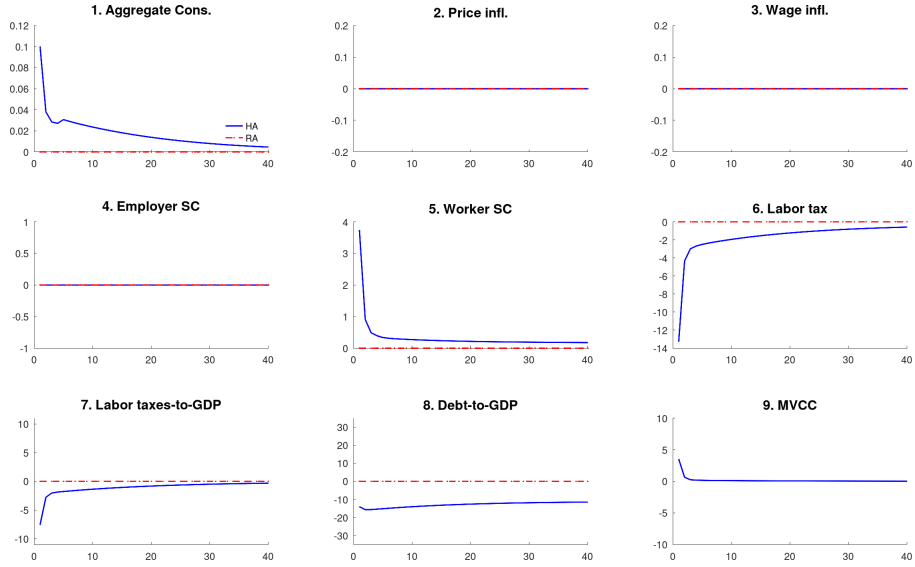 1. Aggregate Cons.
0.12
0.1
0.08
0.06
0.04
0.02
0
0 10 20 30 40
HA
RA
2. Price infl.
0.2
0.1
0
-0.1
-0.2
0 10 20 30 40
3. Wage infl.
0.2
0.1
0
-0.1
-0.2
0 10 20 30 40
4. Employer SC
1
0.5
0
-0.5
-1
0 10 20 30 40
5. Worker SC
4
3
2
1
0
0 10 20 30 40
6. Labor tax
0
-2
-4
-6
-8
-10
-12
-14
0 10 20 30 40
7. Labor taxes-to-GDP
10
5
0
-5
-10
0 10 20 30 40
8. Debt-to-GDP
30
20
10
0
-10
-20
-30
0 10 20 30 40
9. MVCC
10
5
0
-5
-10
0 10 20 30 40